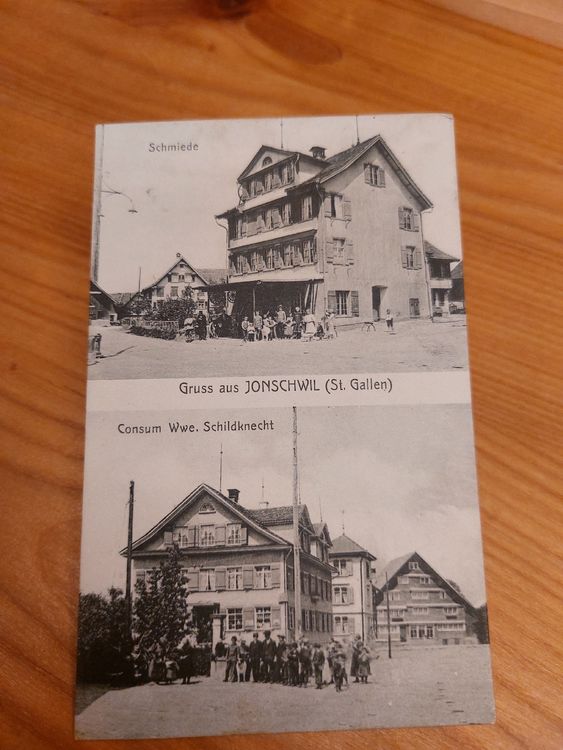 Schmiede
Gruss aus JONSCHWIL (St. Gallen)
Consum Wwe. Schildknecht